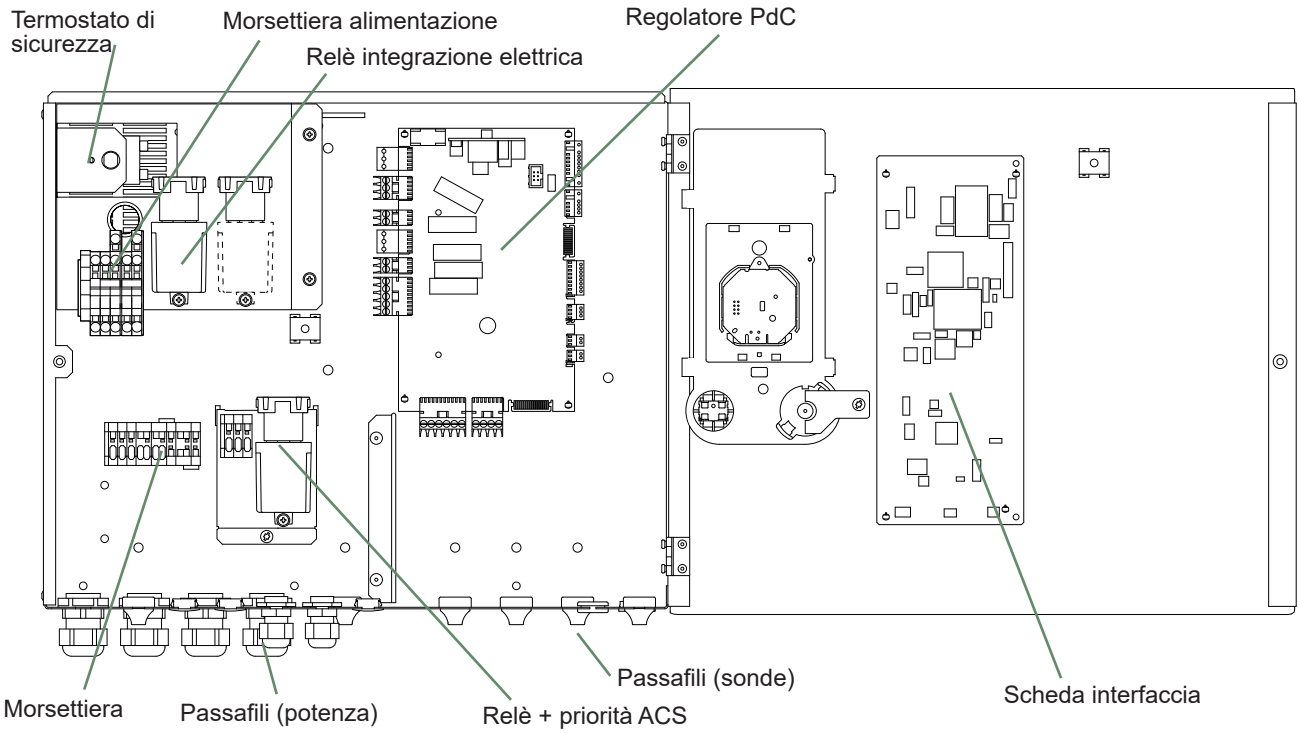 Termostato di
sicurezza
Morsettiera alimentazione
Relè integrazione elettrica
Regolatore PdC
Morsettiera
Passafili (potenza)
Relè + priorità ACS
Passafili (sonde)
Scheda interfaccia